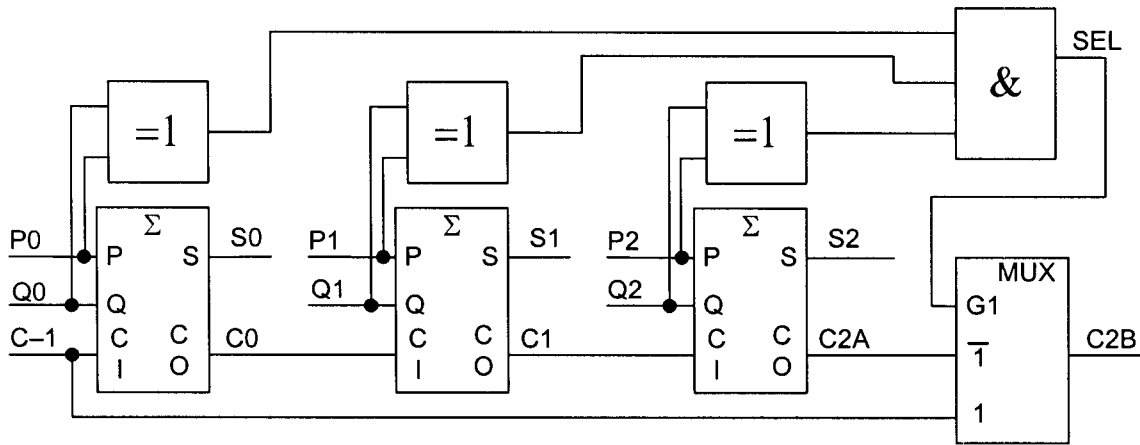 SEL
&
=1
=1
=1
Σ
P0
P
S
S0
Q0
Q
C–1
C
I
C
O
C0
Σ
P1
P
S
S1
Q1
Q
C
I
C
O
C1
Σ
P2
P
S
S2
Q2
Q
C
I
C
O
C2A
MUX
G1
1̅
1
C2B